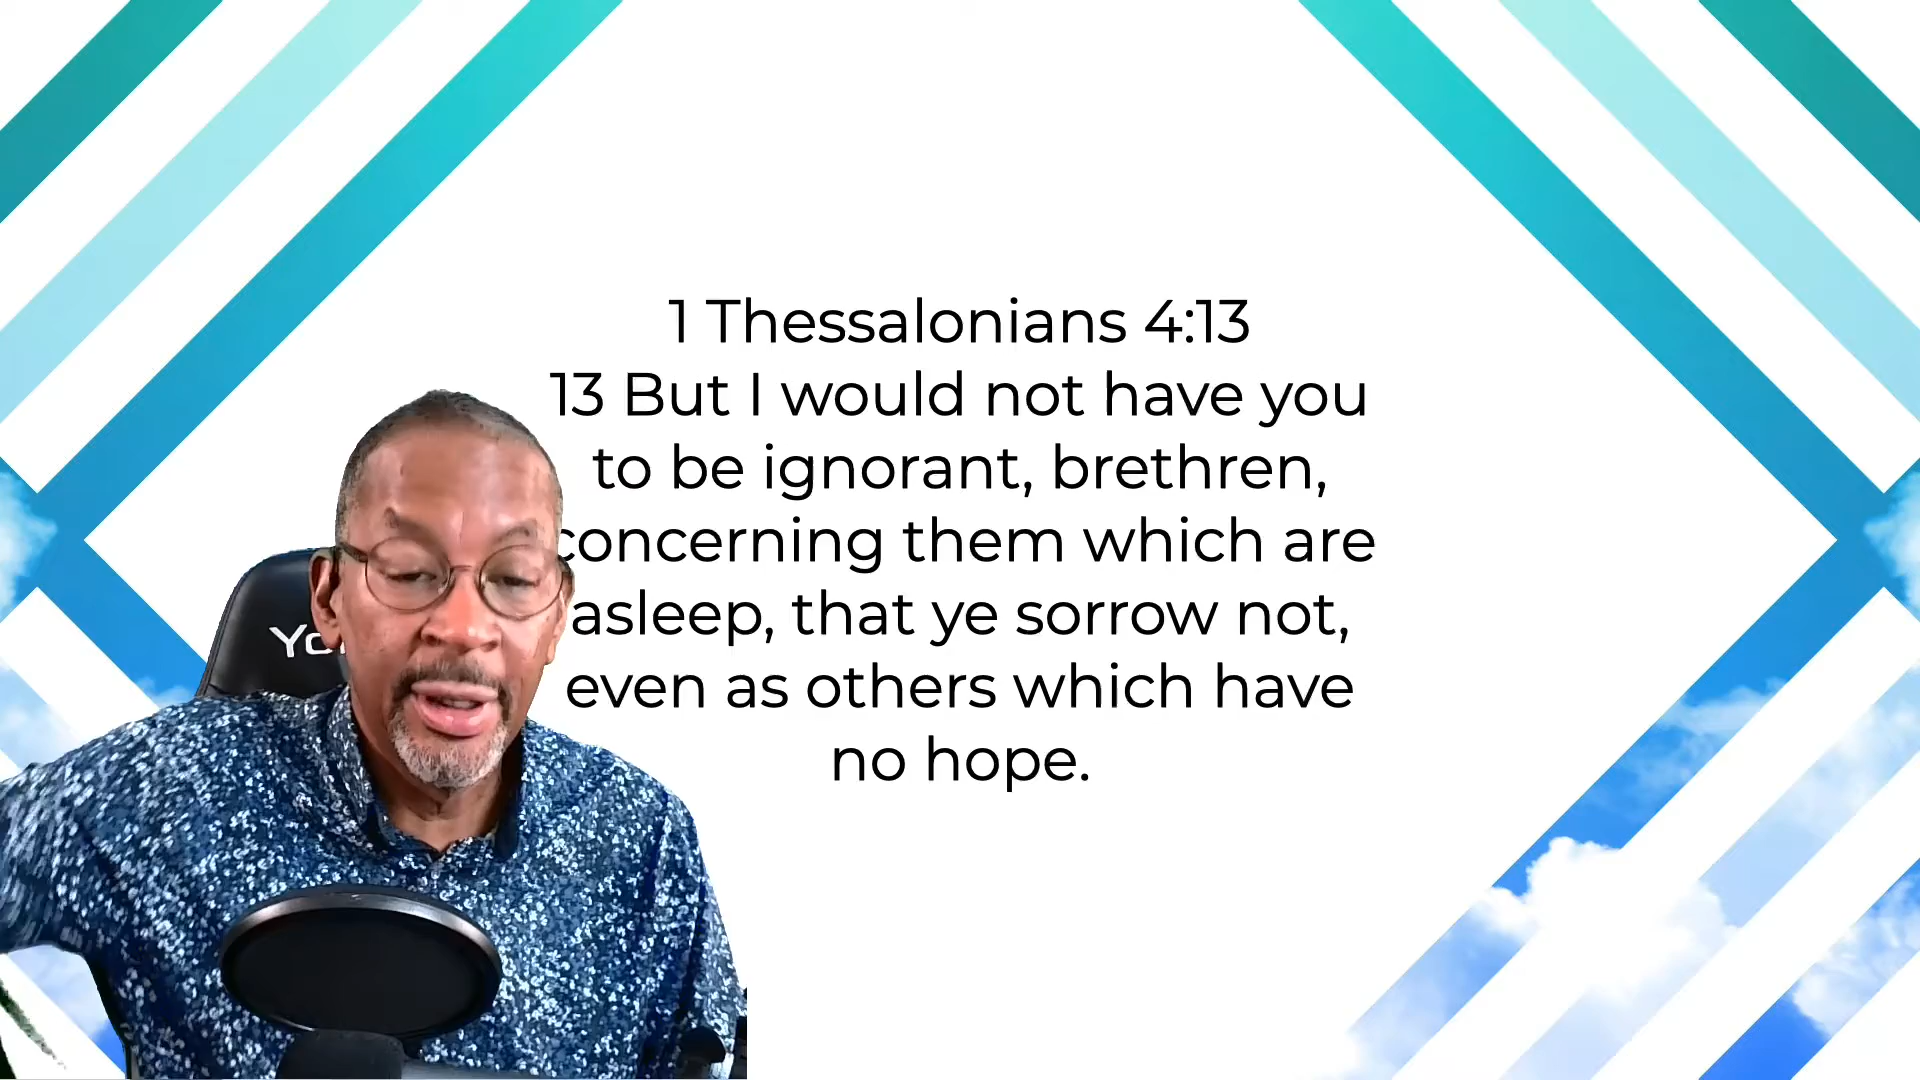 1 Thessalonians 4:13
13 But I would not have you
to be ignorant, brethren,
concerning them which are
asleep, that ye sorrow not,
even as others which have
no hope.